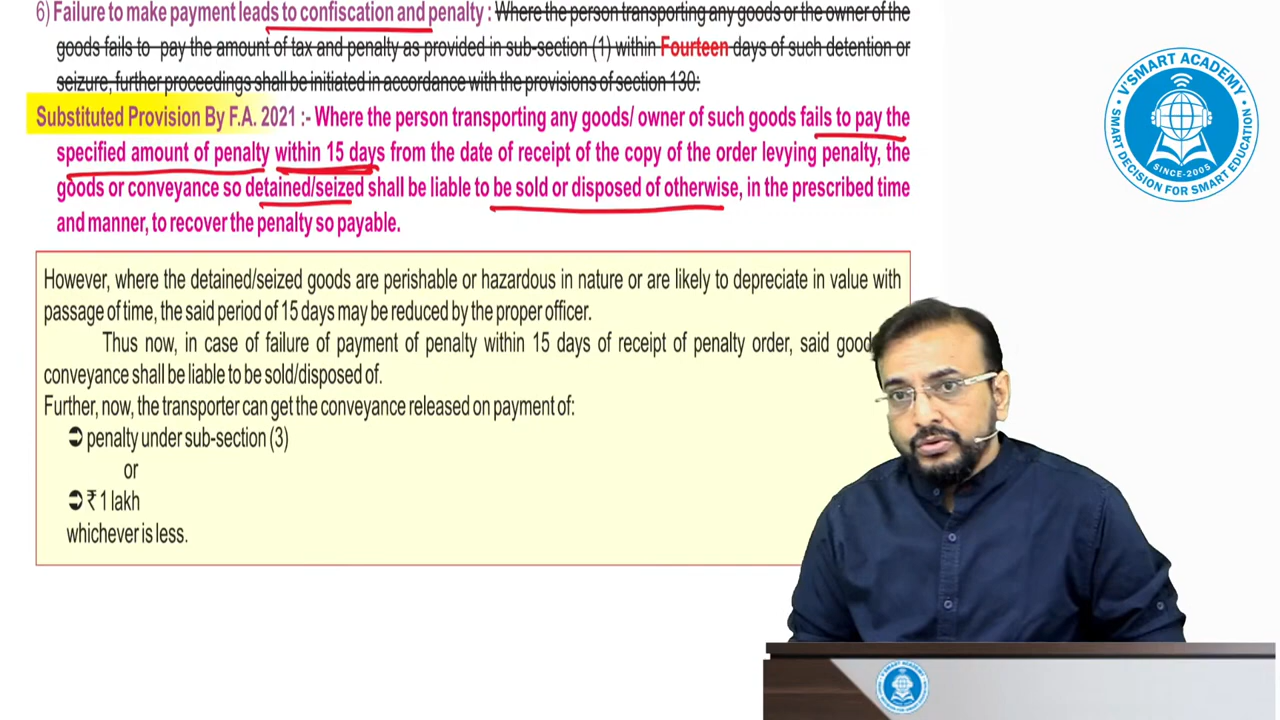 6) Failure to make payment leads to confiscation and penalty : Where the person transporting any goods or the owner of the
goods fails to pay the amount of tax and penalty as provided in sub-section (1) within Fourteen days of such detention or
seizure, further proceedings shall be initiated in accordance with the provisions of section 130:
Substituted Provision By F.A. 2021 :- Where the person transporting any goods/ owner of such goods fails to pay the
specified amount of penalty within 15 days from the date of receipt of the copy of the order levying penalty, the
goods or conveyance so detained/seized shall be liable to be sold or disposed of otherwise, in the prescribed time
and manner, to recover the penalty so payable.
However, where the detained/seized goods are perishable or hazardous in nature or are likely to depreciate in value with
passage of time, the said period of 15 days may be reduced by the proper officer.
Thus now, in case of failure of payment of penalty within 15 days of receipt of penalty order, said good
conveyance shall be liable to be sold/disposed of.
Further, now, the transporter can get the conveyance released on payment of:
➲ penalty under sub-section (3)
or
➲ ₹ 1 lakh
whichever is less.
V'SMART ACADEMY
SINCE-2005
SMART DECISION FOR SMART EDUCATION
V'SMART ACADEMY